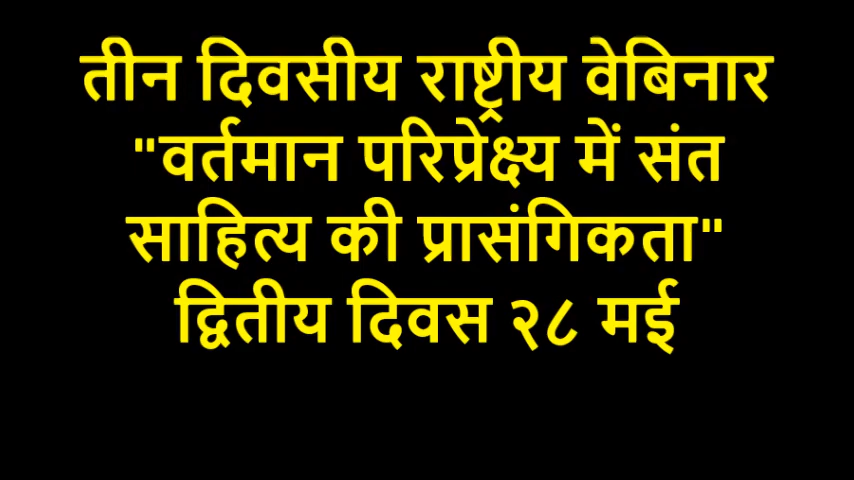 तीन दिवसीय राष्ट्रीय वेबिनार
"वर्तमान परिप्रेक्ष्य में संत
साहित्य की प्रासंगिकता"
द्वितीय दिवस २८ मई